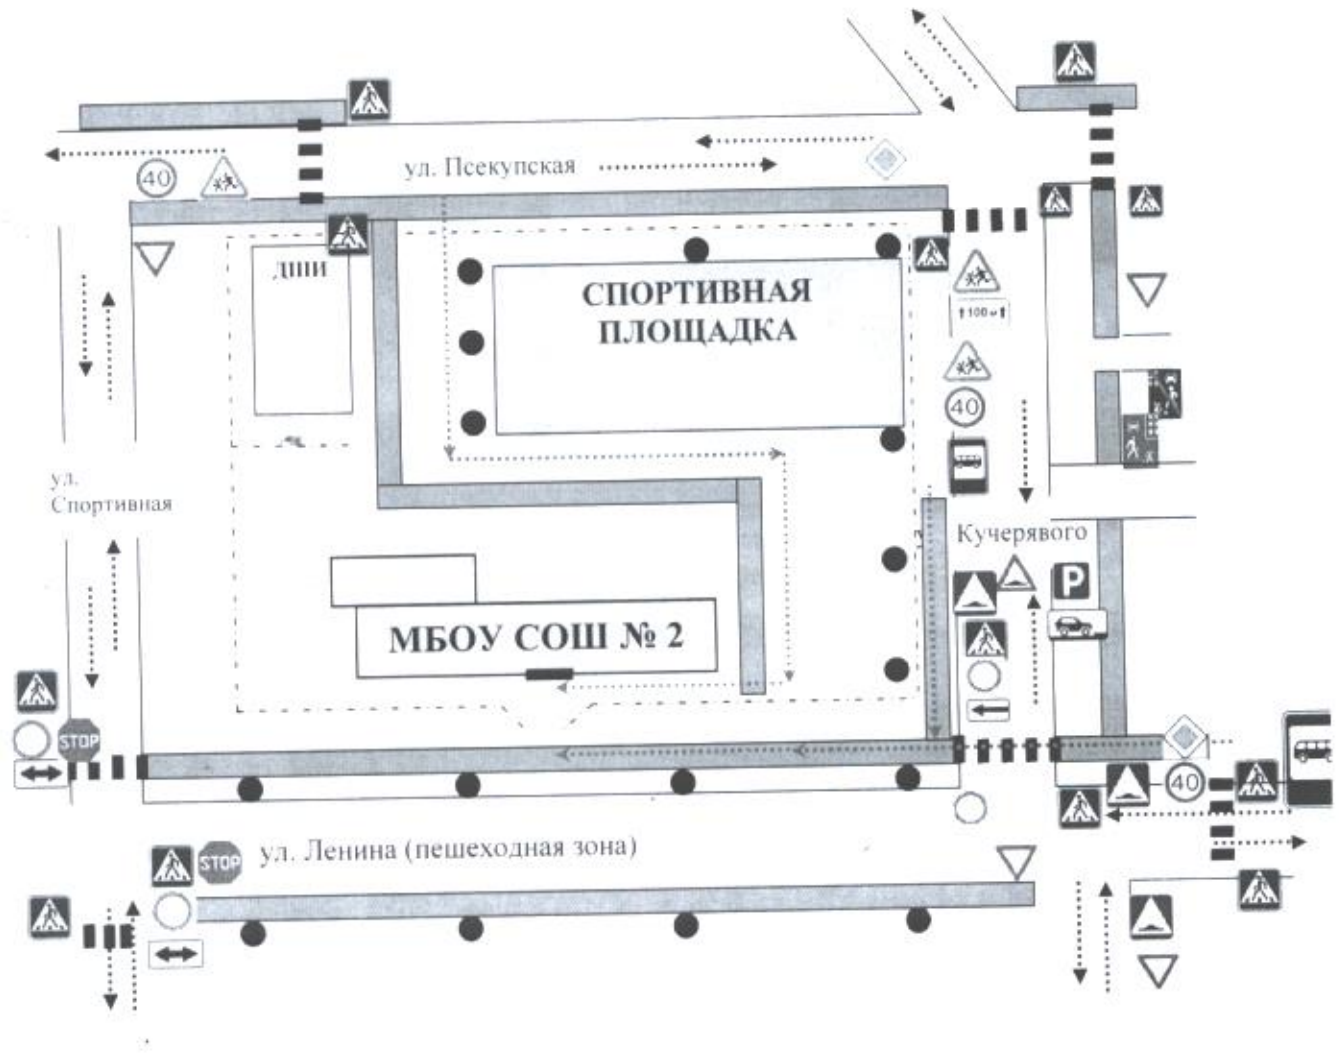 ул. Псекупская
40
ДШИ
СПОРТИВНАЯ
ПЛОЩАДКА
100 м
40
ул.
Спортивная
Кучерявого
P
МБОУ СОШ № 2
STOP
40
STOP
ул. Ленина (пешеходная зона)